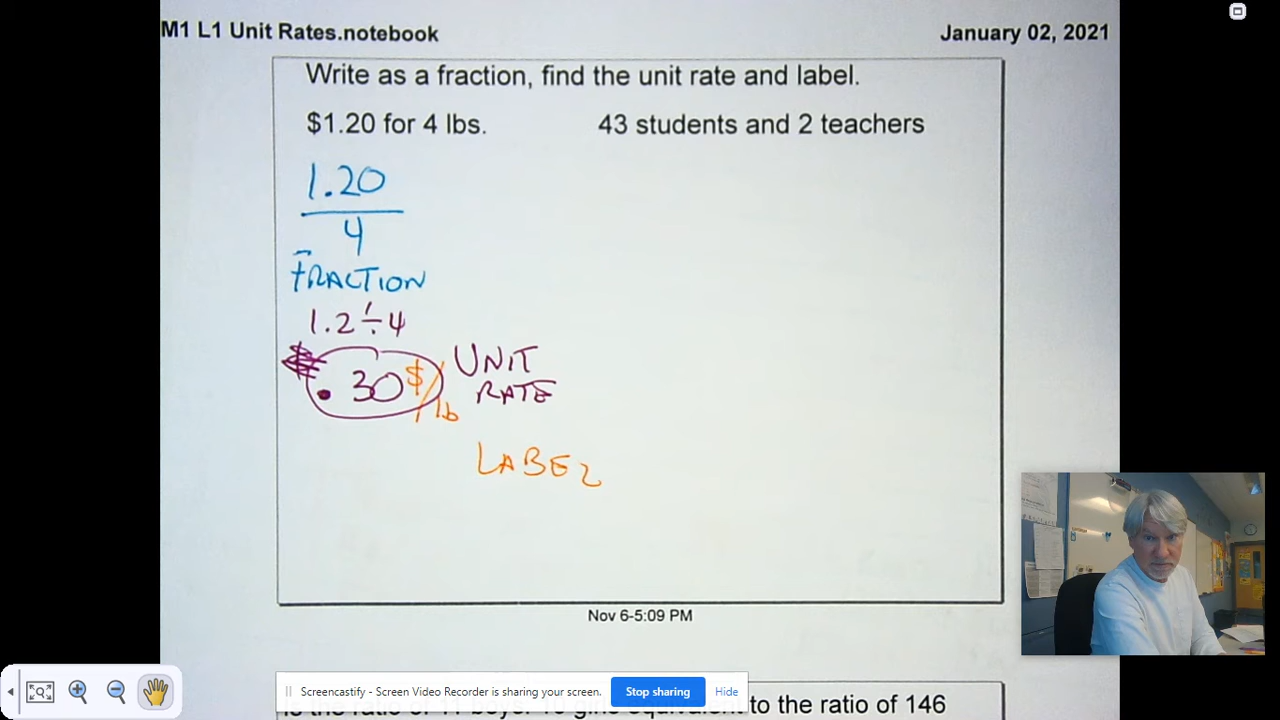 M1 L1 Unit Rates.notebook
January 02, 2021
Write as a fraction, find the unit rate and label.
$1.20 for 4 lbs.
43 students and 2 teachers
1.20
4
FRACTION
1.2 ÷ 4
.30 $/lb
UNIT
RATE
LABEL
Nov 6-5:09 PM
Screencastify - Screen Video Recorder is sharing your screen.
Stop sharing
Hide
to the ratio of 146